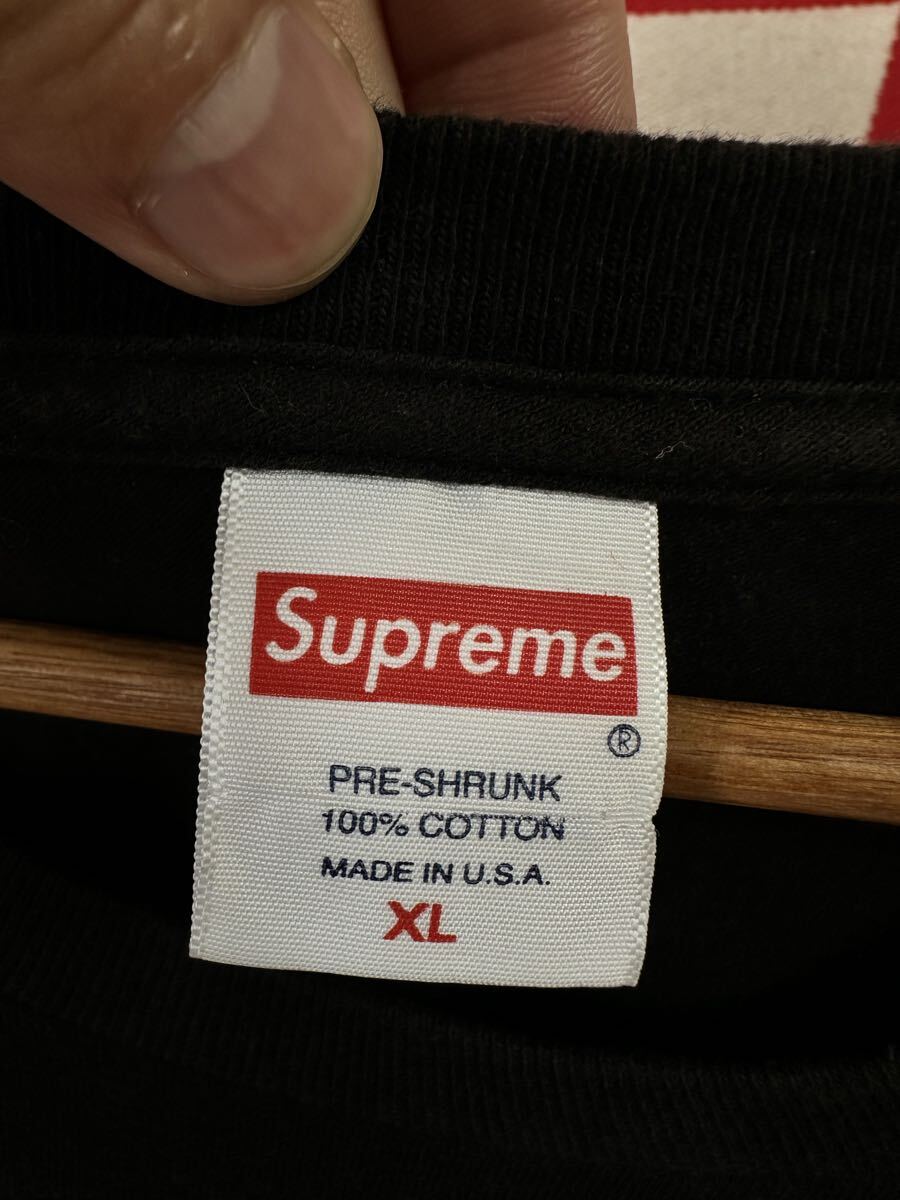 Supreme
®
PRE-SHRUNK
100% COTTON
MADE IN U.S.A.
XL